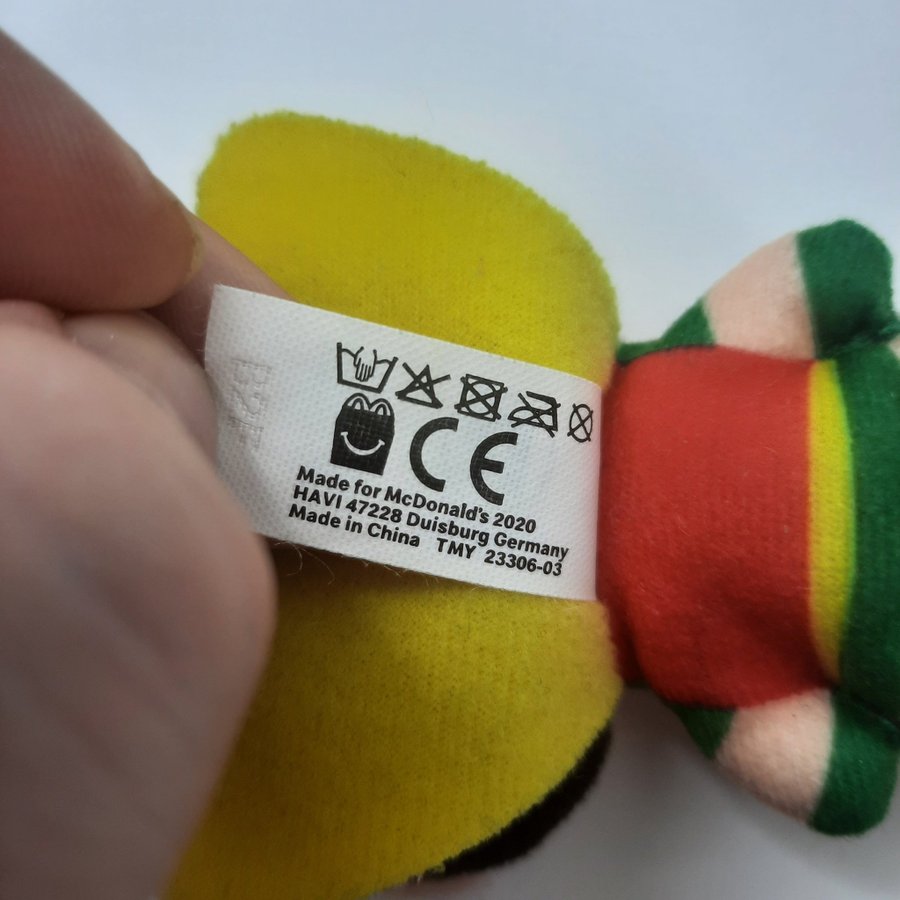 CE
Made for McDonald's 2020
HAVI 47228 Duisburg Germany
Made in China TMY 23306-03